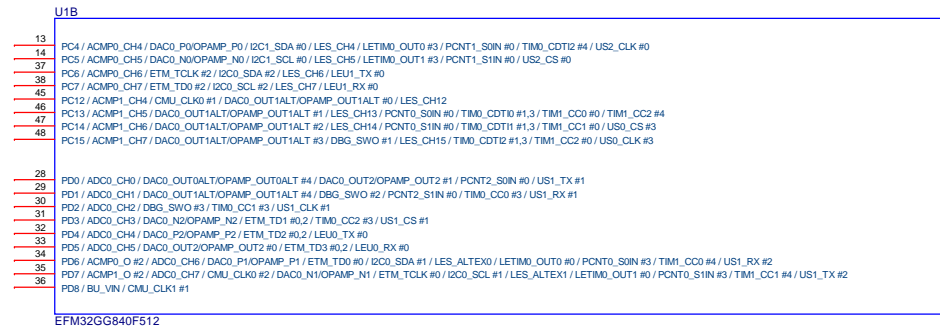 U1B
13 PC4 / ACMP0_CH4 / DAC0_P0/OPAMP_P0 / I2C1_SDA #0 / LES_CH4 / LETIM0_OUT0 #3 / PCNT1_S0IN #0 / TIM0_CDTI2 #4 / US2_CLK #0
14 PC5 / ACMP0_CH5 / DAC0_N0/OPAMP_N0 / I2C1_SCL #0 / LES_CH5 / LETIM0_OUT1 #3 / PCNT1_S1IN #0 / US2_CS #0
37 PC6 / ACMP0_CH6 / ETM_TCLK #2 / I2C0_SDA #2 / LES_CH6 / LEU1_TX #0
38 PC7 / ACMP0_CH7 / ETM_TD0 #2 / I2C0_SCL #2 / LES_CH7 / LEU1_RX #0
45 PC12 / ACMP1_CH4 / CMU_CLK0 #1 / DAC0_OUT1ALT/OPAMP_OUT1ALT #0 / LES_CH12
46 PC13 / ACMP1_CH5 / DAC0_OUT1ALT/OPAMP_OUT1ALT #1 / LES_CH13 / PCNT0_S0IN #0 / TIM0_CDTI0 #1,3 / TIM1_CC0 #0 / TIM1_CC2 #4
47 PC14 / ACMP1_CH6 / DAC0_OUT1ALT/OPAMP_OUT1ALT #2 / LES_CH14 / PCNT0_S1IN #0 / TIM0_CDTI1 #1,3 / TIM1_CC1 #0 / US0_CS #3
48 PC15 / ACMP1_CH7 / DAC0_OUT1ALT/OPAMP_OUT1ALT #3 / DBG_SWO #1 / LES_CH15 / TIM0_CDTI2 #1,3 / TIM1_CC2 #0 / US0_CLK #3
28 PD0 / ADC0_CH0 / DAC0_OUT0ALT/OPAMP_OUT0ALT #4 / DAC0_OUT2/OPAMP_OUT2 #1 / PCNT2_S0IN #0 / US1_TX #1
29 PD1 / ADC0_CH1 / DAC0_OUT1ALT/OPAMP_OUT1ALT #4 / DBG_SWO #2 / PCNT2_S1IN #0 / TIM0_CC0 #3 / US1_RX #1
30 PD2 / ADC0_CH2 / DBG_SWO #3 / TIM0_CC1 #3 / US1_CLK #1
31 PD3 / ADC0_CH3 / DAC0_N2/OPAMP_N2 / ETM_TD1 #0,2 / TIM0_CC2 #3 / US1_CS #1
32 PD4 / ADC0_CH4 / DAC0_P2/OPAMP_P2 / ETM_TD2 #0,2 / LEU0_TX #0
33 PD5 / ADC0_CH5 / DAC0_OUT2/OPAMP_OUT2 #0 / ETM_TD3 #0,2 / LEU0_RX #0
34 PD6 / ACMP0_O #2 / ADC0_CH6 / DAC0_P1/OPAMP_P1 / ETM_TD0 #0 / I2C0_SDA #1 / LES_ALTEX0 / LETIM0_OUT0 #0 / PCNT0_S0IN #3 / TIM1_CC0 #4 / US1_RX #2
35 PD7 / ACMP1_O #2 / ADC0_CH7 / CMU_CLK0 #2 / DAC0_N1/OPAMP_N1 / ETM_TCLK #0 / I2C0_SCL #1 / LES_ALTEX1 / LETIM0_OUT1 #0 / PCNT0_S1IN #3 / TIM1_CC1 #4 / US1_TX #2
36 PD8 / BU_VIN / CMU_CLK1 #1
EFM32GG840F512